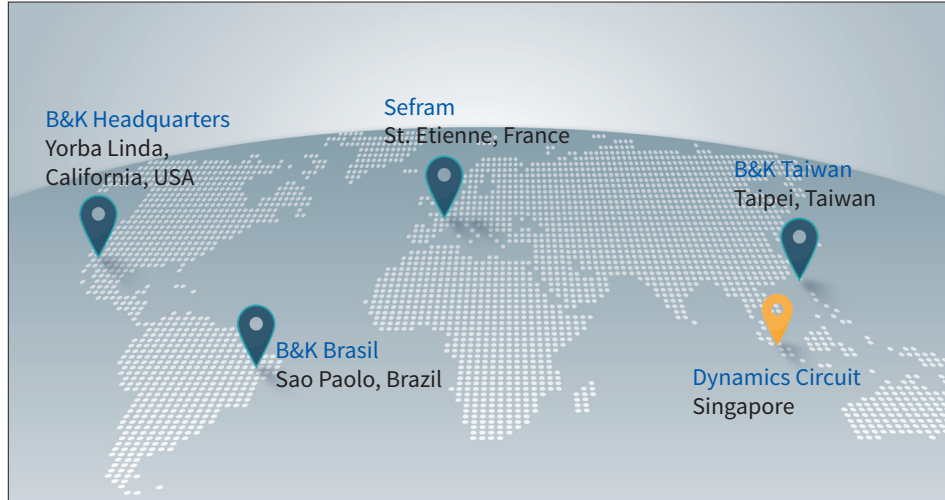 B&K Headquarters
Yorba Linda,
California, USA
Sefram
St. Etienne, France
B&K Taiwan
Taipei, Taiwan
B&K Brasil
Sao Paolo, Brazil
Dynamics Circuit
Singapore